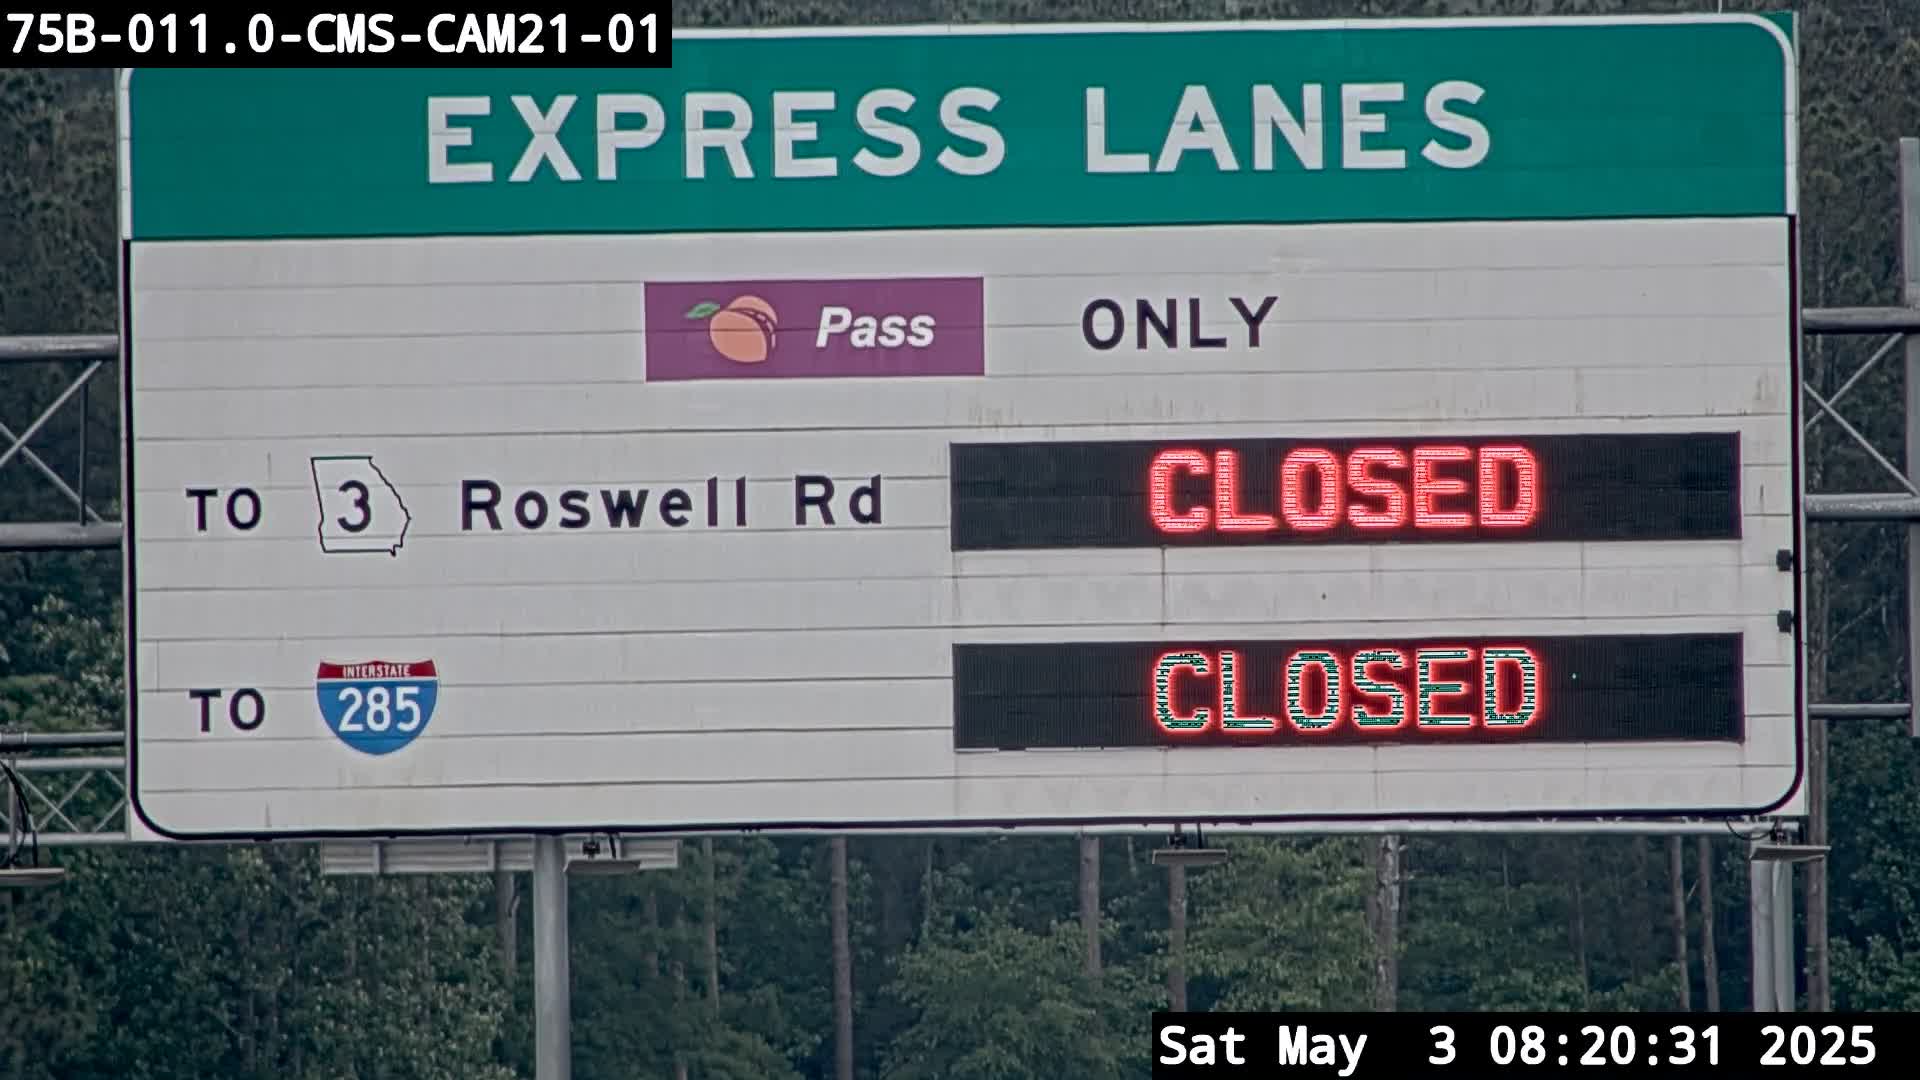 75B-011.0-CMS-CAM21-01
EXPRESS LANES
Pass ONLY
TO 3 Roswell Rd CLOSED
INTERSTATE
TO 285 CLOSED
Sat May 3 08:20:31 2025